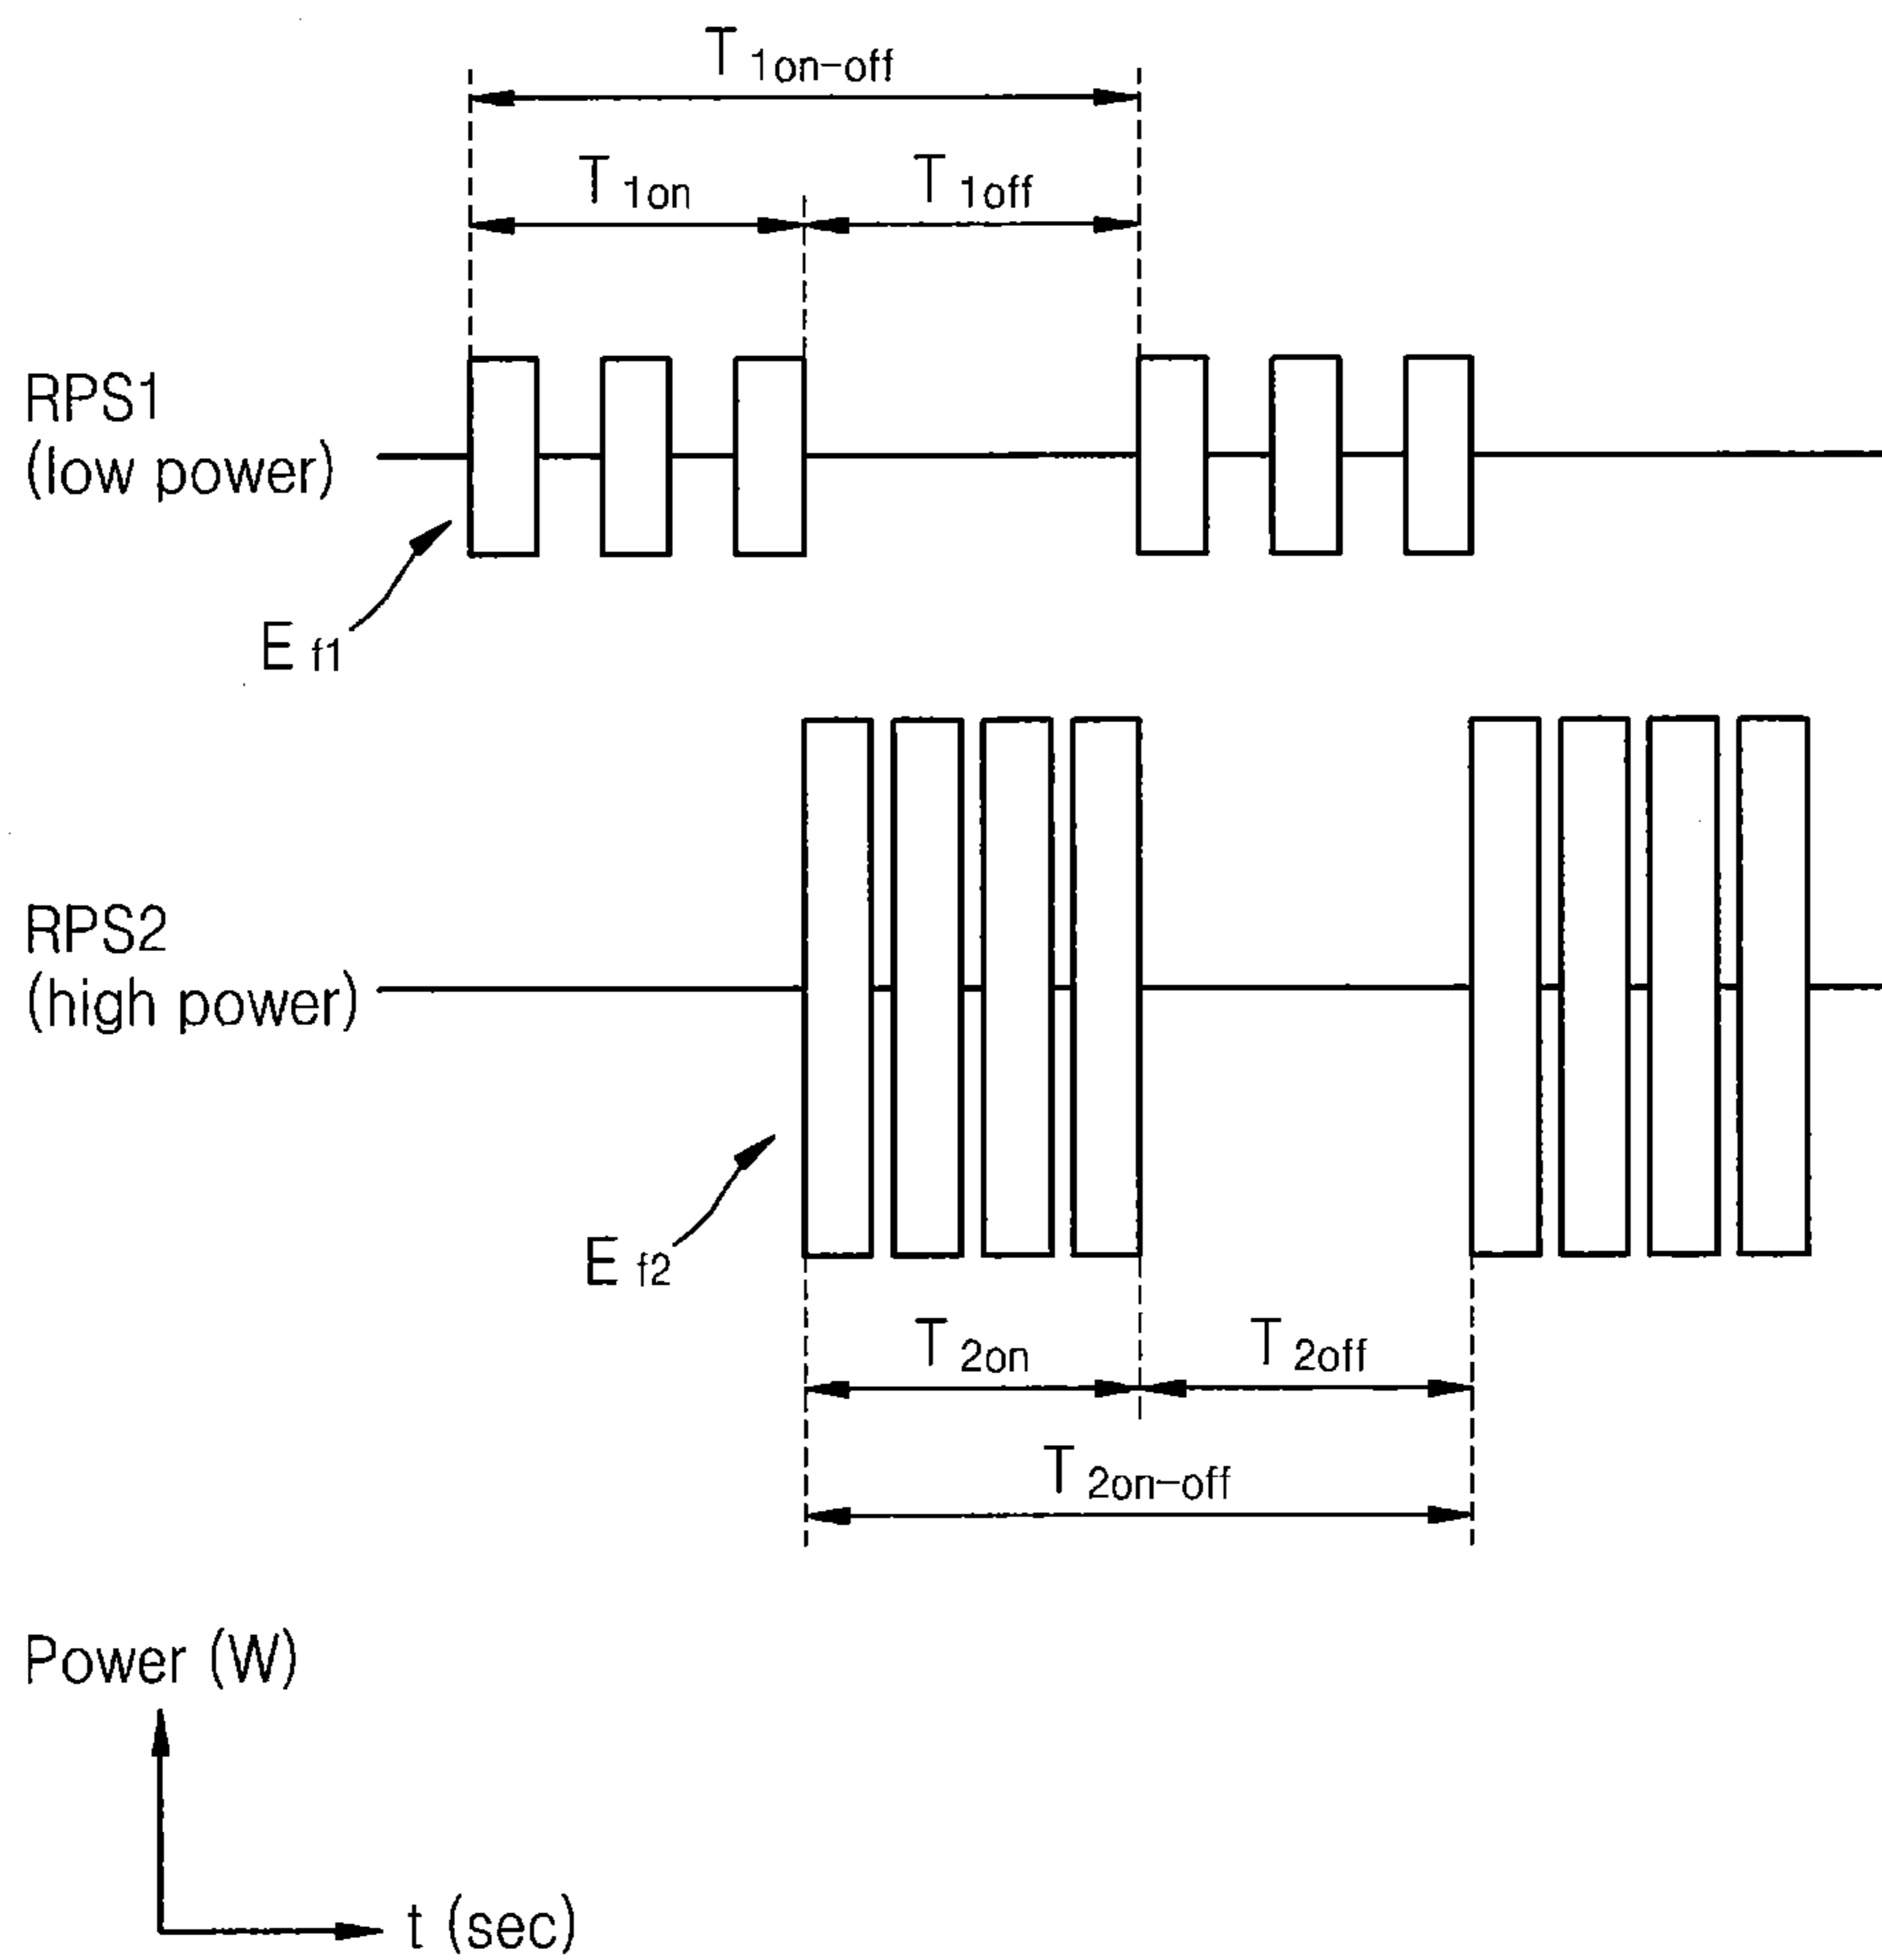 T 1on-off
T 1on
T 1off
RPS1
(low power)
E f1
RPS2
(high power)
E f2
T 2on
T 2off
T 2on-off
Power (W)
t (sec)